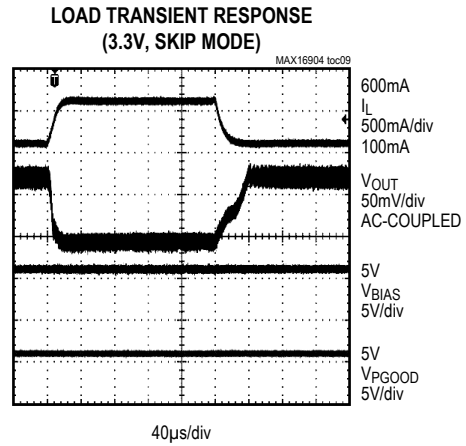 LOAD TRANSIENT RESPONSE
(3.3V, SKIP MODE)
MAX16904 toc09
T
600mA
IL
500mA/div
100mA
VOUT
50mV/div
AC-COUPLED
5V
VBIAS
5V/div
5V
VPGOOD
5V/div
40µs/div